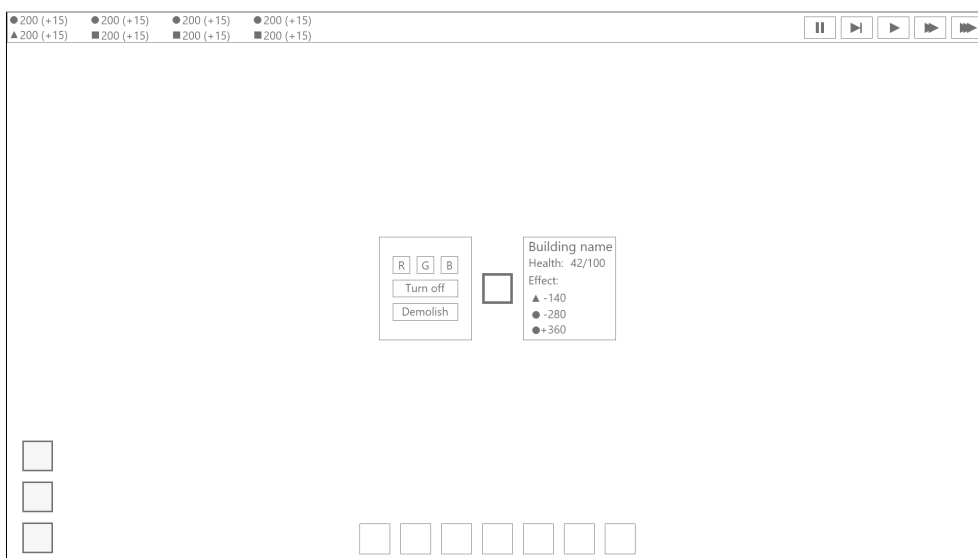 200 (+15) 200 (+15) 200 (+15) 200 (+15)
200 (+15) 200 (+15) 200 (+15) 200 (+15)
R G B
Turn off
Demolish
Building name
Health: 42/100
Effect:
-140
-280
+360